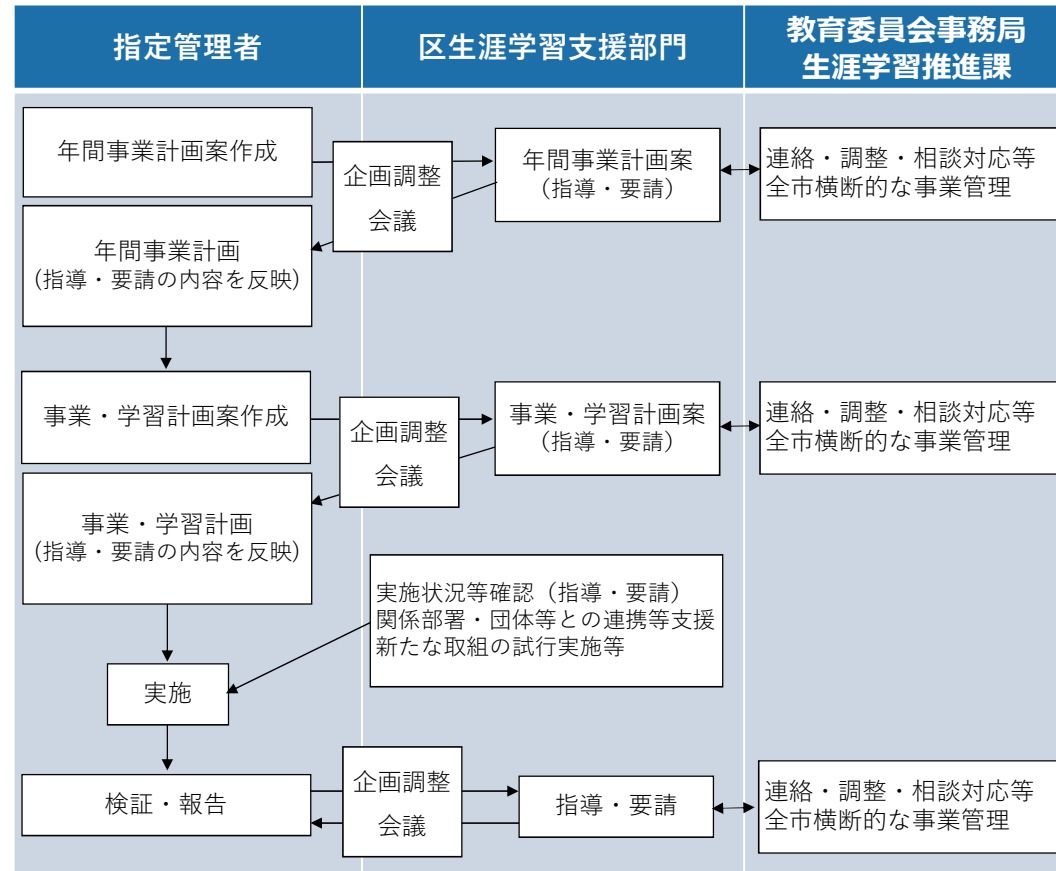 指定管理者
区生涯学習支援部門
教育委員会事務局
生涯学習推進課
年間事業計画案作成
企画調整
会議
年間事業計画案
（指導・要請）
連絡・調整・相談対応等
全市横断的な事業管理
年間事業計画
（指導・要請の内容を反映）
事業・学習計画案作成
企画調整
会議
事業・学習計画案
（指導・要請）
連絡・調整・相談対応等
全市横断的な事業管理
事業・学習計画
（指導・要請の内容を反映）
実施状況等確認（指導・要請）
関係部署・団体等との連携等支援
新たな取組の試行実施等
実施
検証・報告
企画調整
会議
指導・要請
連絡・調整・相談対応等
全市横断的な事業管理